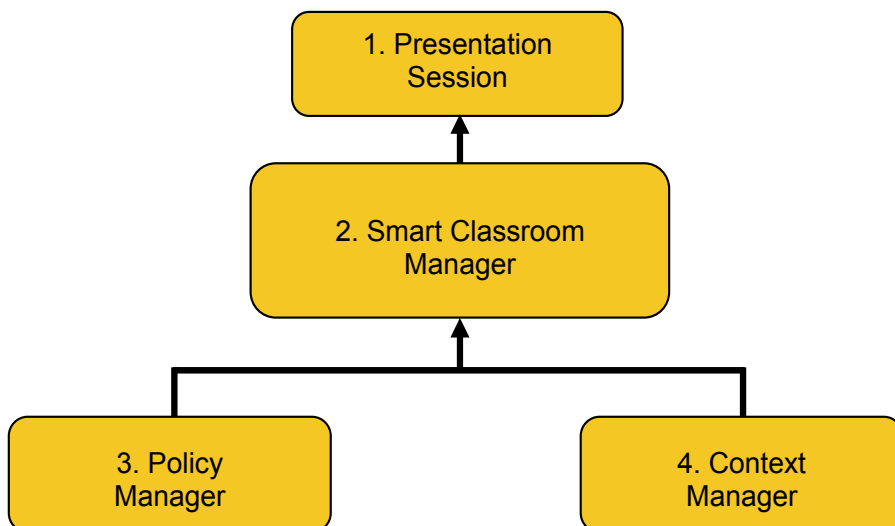 1. Presentation
Session
2. Smart Classroom
Manager
3. Policy
Manager
4. Context
Manager